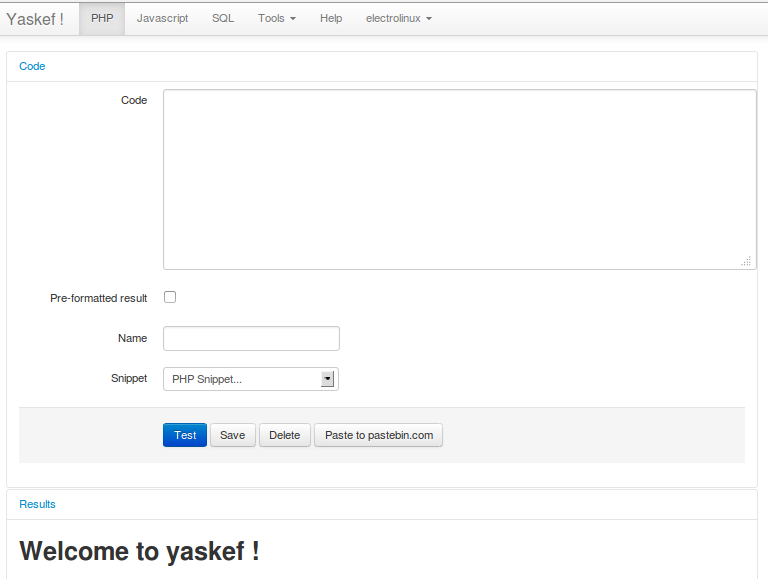 Yaskef ! PHP Javascript SQL Tools Help electrolinux
Code
Code
Pre-formatted result
Name
Snippet PHP Snippet...
Test Save Delete Paste to pastebin.com
Results
Welcome to yaskef !